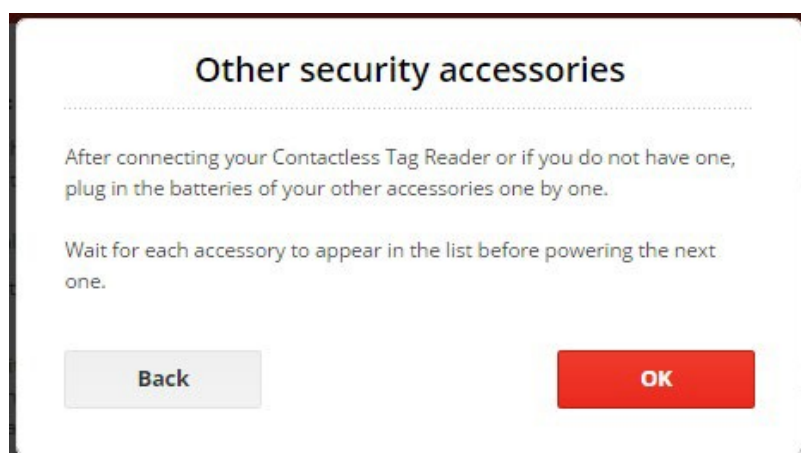 Other security accessories
After connecting your Contactless Tag Reader or if you do not have one,
plug in the batteries of your other accessories one by one.
Wait for each accessory to appear in the list before powering the next
one.
Back
OK